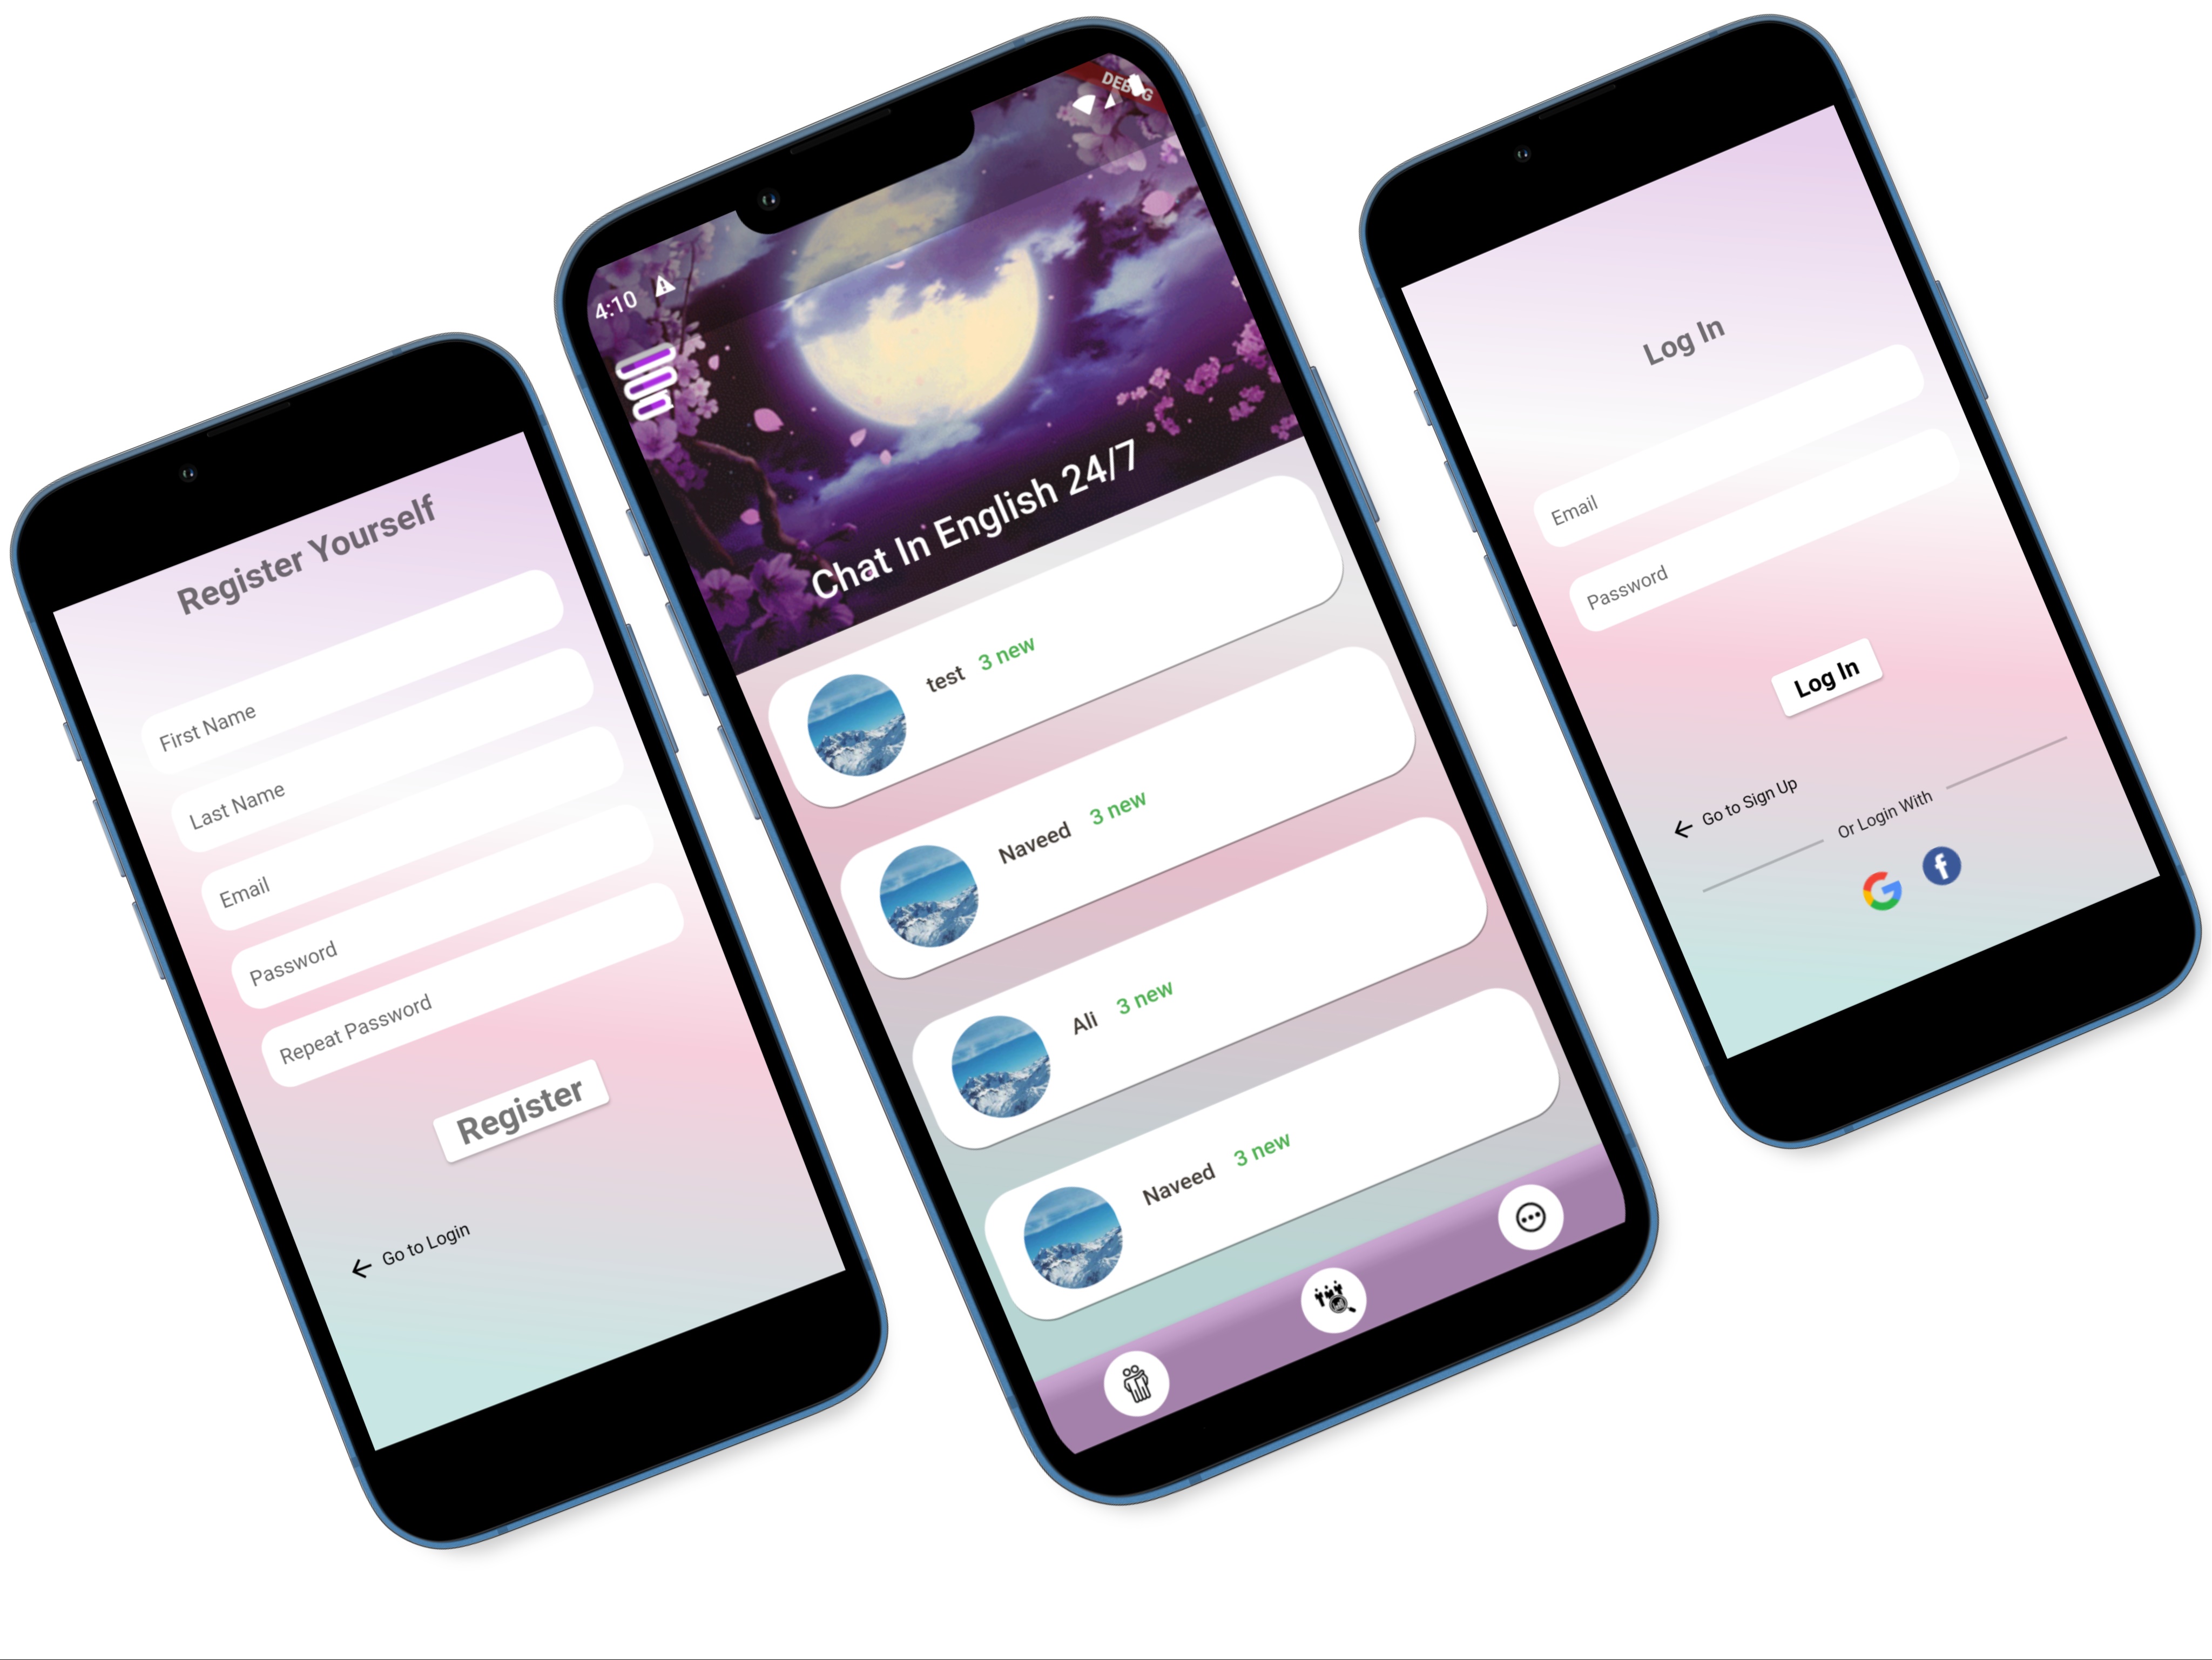 Register Yourself
First Name
Last Name
Email
Password
Repeat Password
Register
Go to Login
4:10
DEBUG
Chat In English 24/7
test 3 new
Naveed 3 new
Ali 3 new
Naveed 3 new
Log In
Email
Password
Log In
Go to Sign Up
Or Login With